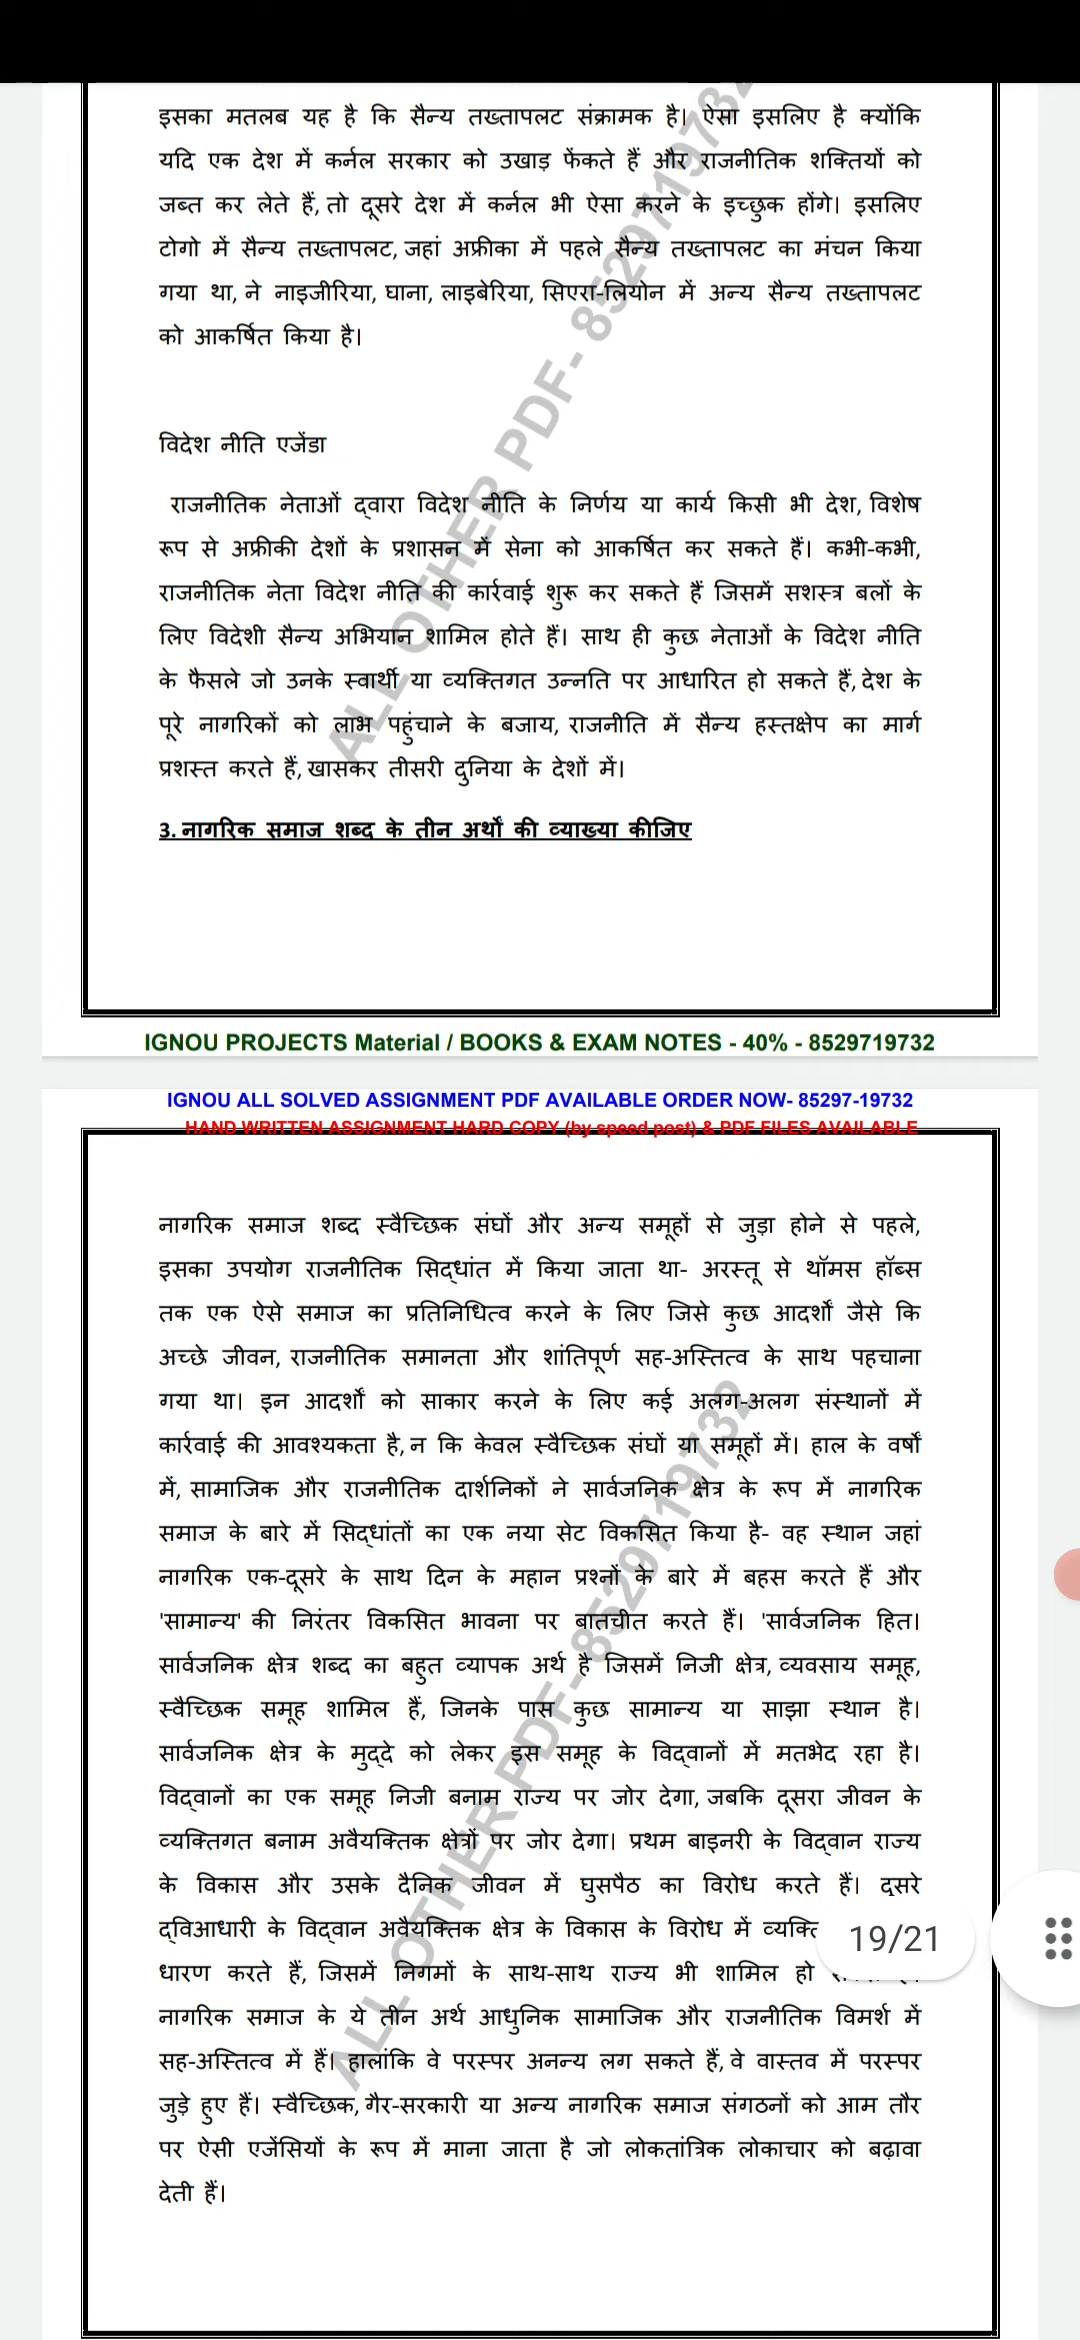 इसका मतलब यह है कि सैन्य तख्तापलट संक्रामक है। ऐसा इसलिए है क्योंकि
यदि एक देश में कर्नल सरकार को उखाड़ फेंकते हैं और राजनीतिक शक्तियों को
जब्त कर लेते हैं, तो दूसरे देश में कर्नल भी ऐसा करने के इच्छुक होंगे। इसलिए
टोगो में सैन्य तख्तापलट, जहां अफ्रीका में पहले सैन्य तख्तापलट का मंचन किया
गया था, ने नाइजीरिया, घाना, लाइबेरिया, सिएरा-लियोन में अन्य सैन्य तख्तापलट
को आकर्षित किया है।
विदेश नीति एजेंडा
राजनीतिक नेताओं द्वारा विदेश नीति के निर्णय या कार्य किसी भी देश, विशेष
रूप से अफ्रीकी देशों के प्रशासन में सेना को आकर्षित कर सकते हैं। कभी-कभी,
राजनीतिक नेता विदेश नीति की कार्रवाई शुरू कर सकते हैं जिसमें सशस्त्र बलों के
लिए विदेशी सैन्य अभियान शामिल होते हैं। साथ ही कुछ नेताओं के विदेश नीति
के फैसले जो उनके स्वार्थी या व्यक्तिगत उन्नति पर आधारित हो सकते हैं, देश के
पूरे नागरिकों को लाभ पहुंचाने के बजाय, राजनीति में सैन्य हस्तक्षेप का मार्ग
प्रशस्त करते हैं, खासकर तीसरी दुनिया के देशों में।
3. नागरिक समाज शब्द के तीन अर्थों की व्याख्या कीजिए
ALL OTHER PDF- 8529719732
IGNOU PROJECTS Material / BOOKS & EXAM NOTES - 40% - 8529719732
IGNOU ALL SOLVED ASSIGNMENT PDF AVAILABLE ORDER NOW- 85297-19732
HAND WRITTEN ASSIGNMENT HARD COPY (by speed post) & PDF FILES AVAILABLE
नागरिक समाज शब्द स्वैच्छिक संघों और अन्य समूहों से जुड़ा होने से पहले,
इसका उपयोग राजनीतिक सिद्धांत में किया जाता था- अरस्तू से थॉमस हॉब्स
तक एक ऐसे समाज का प्रतिनिधित्व करने के लिए जिसे कुछ आदर्शों जैसे कि
अच्छे जीवन, राजनीतिक समानता और शांतिपूर्ण सह-अस्तित्व के साथ पहचाना
गया था। इन आदर्शों को साकार करने के लिए कई अलग-अलग संस्थानों में
कार्रवाई की आवश्यकता है, न कि केवल स्वैच्छिक संघों या समूहों में। हाल के वर्षों
में, सामाजिक और राजनीतिक दार्शनिकों ने सार्वजनिक क्षेत्र के रूप में नागरिक
समाज के बारे में सिद्धांतों का एक नया सेट विकसित किया है- वह स्थान जहां
नागरिक एक-दूसरे के साथ दिन के महान प्रश्नों के बारे में बहस करते हैं और
'सामान्य' की निरंतर विकसित भावना पर बातचीत करते हैं। 'सार्वजनिक हित।
सार्वजनिक क्षेत्र शब्द का बहुत व्यापक अर्थ है जिसमें निजी क्षेत्र, व्यवसाय समूह,
स्वैच्छिक समूह शामिल हैं, जिनके पास कुछ सामान्य या साझा स्थान है।
सार्वजनिक क्षेत्र के मुद्दे को लेकर इस समूह के विद्वानों में मतभेद रहा है।
विद्वानों का एक समूह निजी बनाम राज्य पर जोर देगा, जबकि दूसरा जीवन के
व्यक्तिगत बनाम अवैयक्तिक क्षेत्रों पर जोर देगा। प्रथम बाइनरी के विद्वान राज्य
के विकास और उसके दैनिक जीवन में घुसपैठ का विरोध करते हैं। दूसरे
द्विआधारी के विद्वान अवैयक्तिक क्षेत्र के विकास के विरोध में
19/21
धारण करते हैं, जिसमें निगमों के साथ-साथ राज्य भी शामिल हो
नागरिक समाज के ये तीन अर्थ आधुनिक सामाजिक और राजनीतिक विमर्श में
सह-अस्तित्व में हैं। हालांकि वे परस्पर अनन्य लग सकते हैं, वे वास्तव में परस्पर
जुड़े हुए हैं। स्वैच्छिक, गैर-सरकारी या अन्य नागरिक समाज संगठनों को आम तौर
पर ऐसी एजेंसियों के रूप में माना जाता है जो लोकतांत्रिक लोकाचार को बढ़ावा
देती हैं।
ALL OTHER PDF- 8529719732